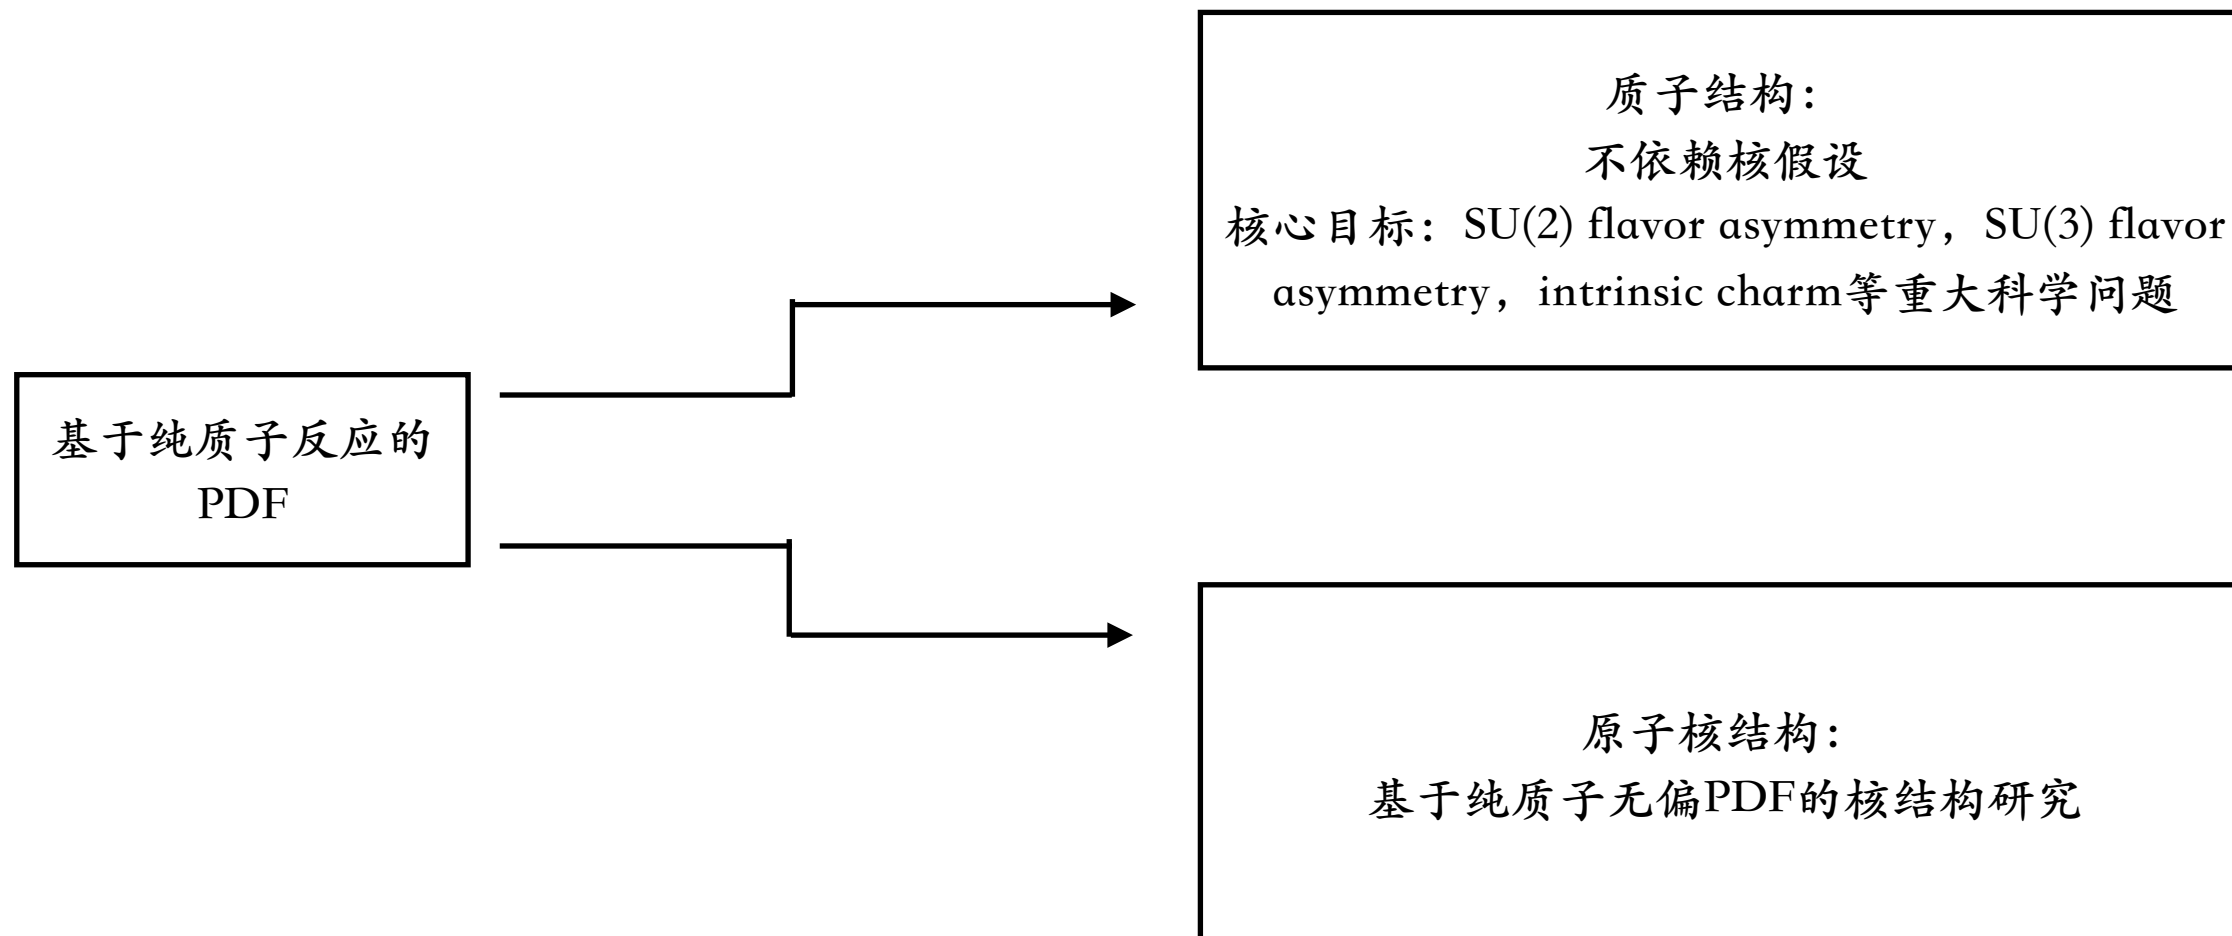 质子结构：
不依赖核假设
核心目标：SU(2) flavor asymmetry，SU(3) flavor
asymmetry，intrinsic charm等重大科学问题
基于纯质子反应的
PDF
原子核结构：
基于纯质子无偏PDF的核结构研究